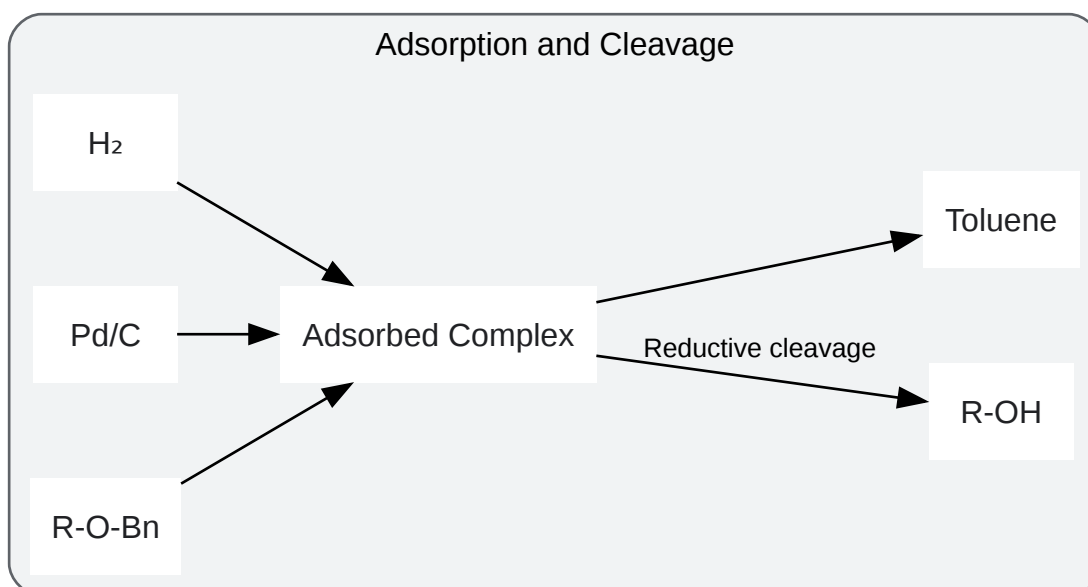 Adsorption and Cleavage
H₂
Pd/C
R-O-Bn
Adsorbed Complex
Reductive cleavage
Toluene
R-OH